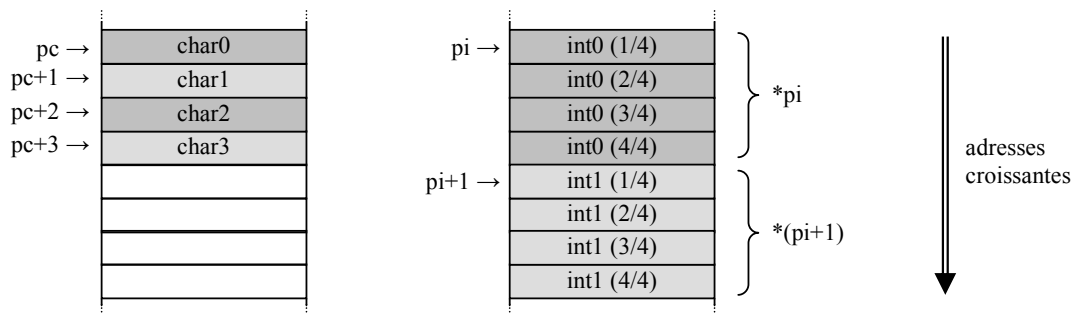 pc → char0
pc+1 → char1
pc+2 → char2
pc+3 → char3
pi → int0 (1/4)
int0 (2/4)
int0 (3/4)
int0 (4/4)
*pi
pi+1 → int1 (1/4)
int1 (2/4)
int1 (3/4)
int1 (4/4)
*(pi+1)
adresses
croissantes